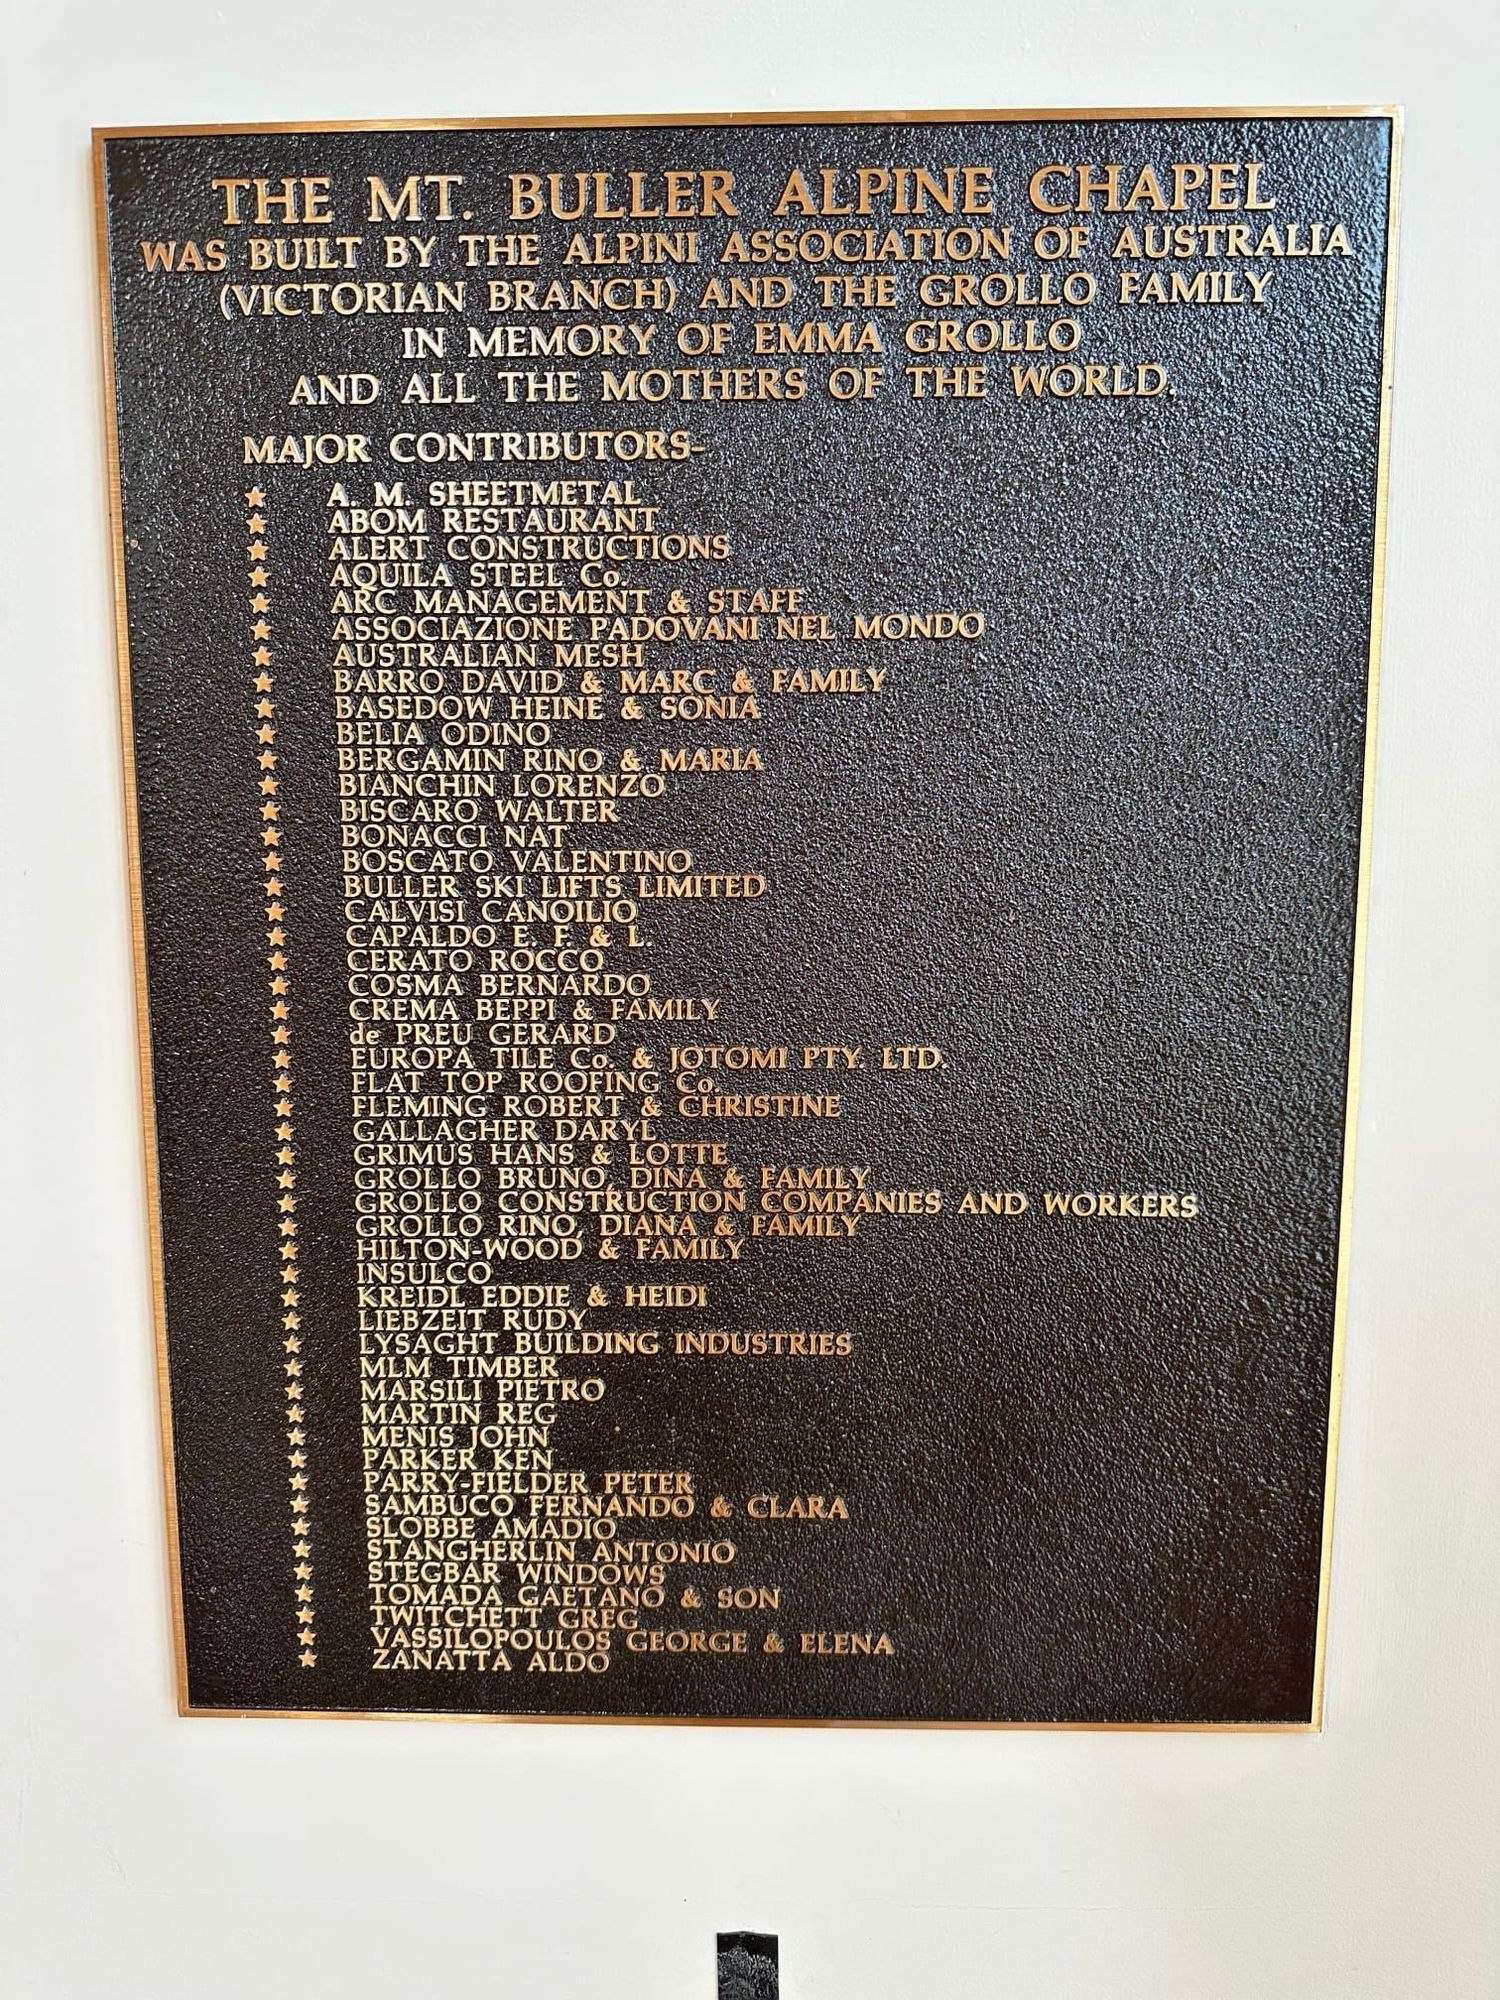 THE MT. BULLER ALPINE CHAPEL
WAS BUILT BY THE ALPINI ASSOCIATION OF AUSTRALIA
(VICTORIAN BRANCH) AND THE GROLLO FAMILY
IN MEMORY OF EMMA GROLLO
AND ALL THE MOTHERS OF THE WORLD.
MAJOR CONTRIBUTORS-
A. M. SHEETMETAL
ABOM RESTAURANT
ALERT CONSTRUCTIONS
AQUILA STEEL Co.
ARC MANAGEMENT & STAFF
ASSOCIAZIONE PADOVANI NEL MONDO
AUSTRALIAN MESH
BARRO DAVID & MARC & FAMILY
BASEDOW HEINE & SONIA
BELIA ODINO
BERGAMIN RINO & MARIA
BIANCHIN LORENZO
BISCARO WALTER
BONACCI NAT
BOSCATO VALENTINO
BULLER SKI LIFTS LIMITED
CALVISI CANOILIO
CAPALDO E. F. & L.
CERATO ROCCO
COSMA BERNARDO
CREMA BEPPI & FAMILY
de PREU GERARD
EUROPA TILE Co. & JOTOMI PTY. LTD.
FLAT TOP ROOFING Co.
FLEMING ROBERT & CHRISTINE
GALLAGHER DARYL
GRIMUS HANS & LOTTE
GROLLO BRUNO, DINA & FAMILY
GROLLO CONSTRUCTION COMPANIES AND WORKERS
GROLLO RINO, DIANA & FAMILY
HILTON-WOOD & FAMILY
INSULCO
KREIDL EDDIE & HEIDI
LIEBZEIT RUDY
LYSAGHT BUILDING INDUSTRIES
MLM TIMBER
MARSILI PIETRO
MARTIN REG
MENIS JOHN
PARKER KEN
PARRY-FIELDER PETER
SAMBUCO FERNANDO & CLARA
SLOBBE AMADIO
STANGHERLIN ANTONIO
STEGBAR WINDOWS
TOMADA GAETANO & SON
TWITCHETT GREG
VASSILOPOULOS GEORGE & ELENA
ZANATTA ALDO